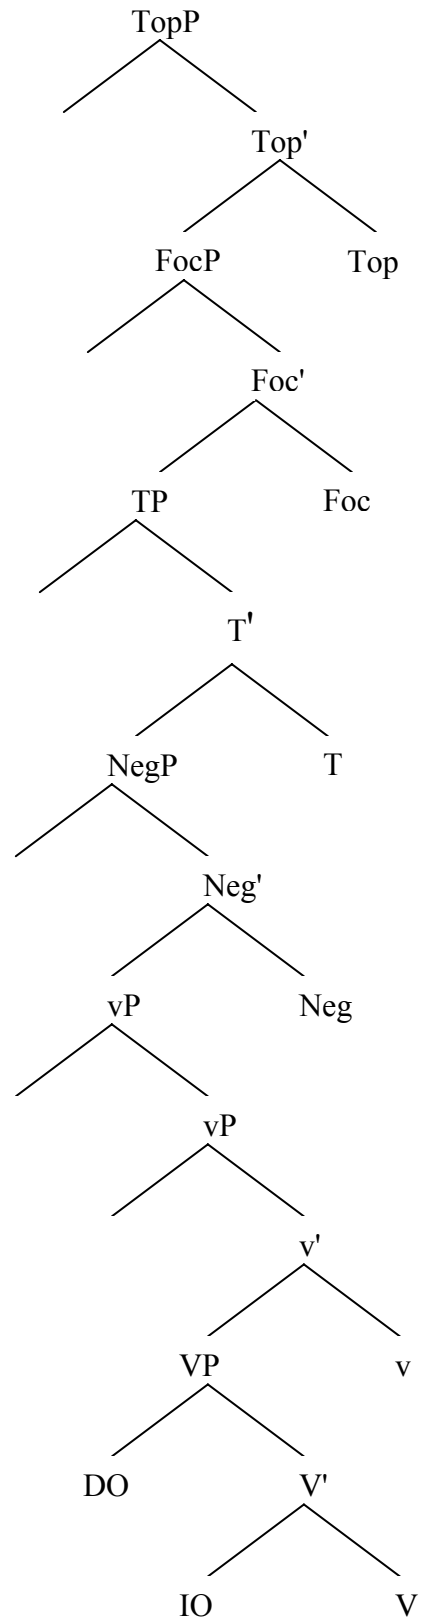 TopP
Top'
FocP Top
Foc'
TP Foc
T'
NegP T
Neg'
vP Neg
vP
v'
VP v
DO V'
IO V